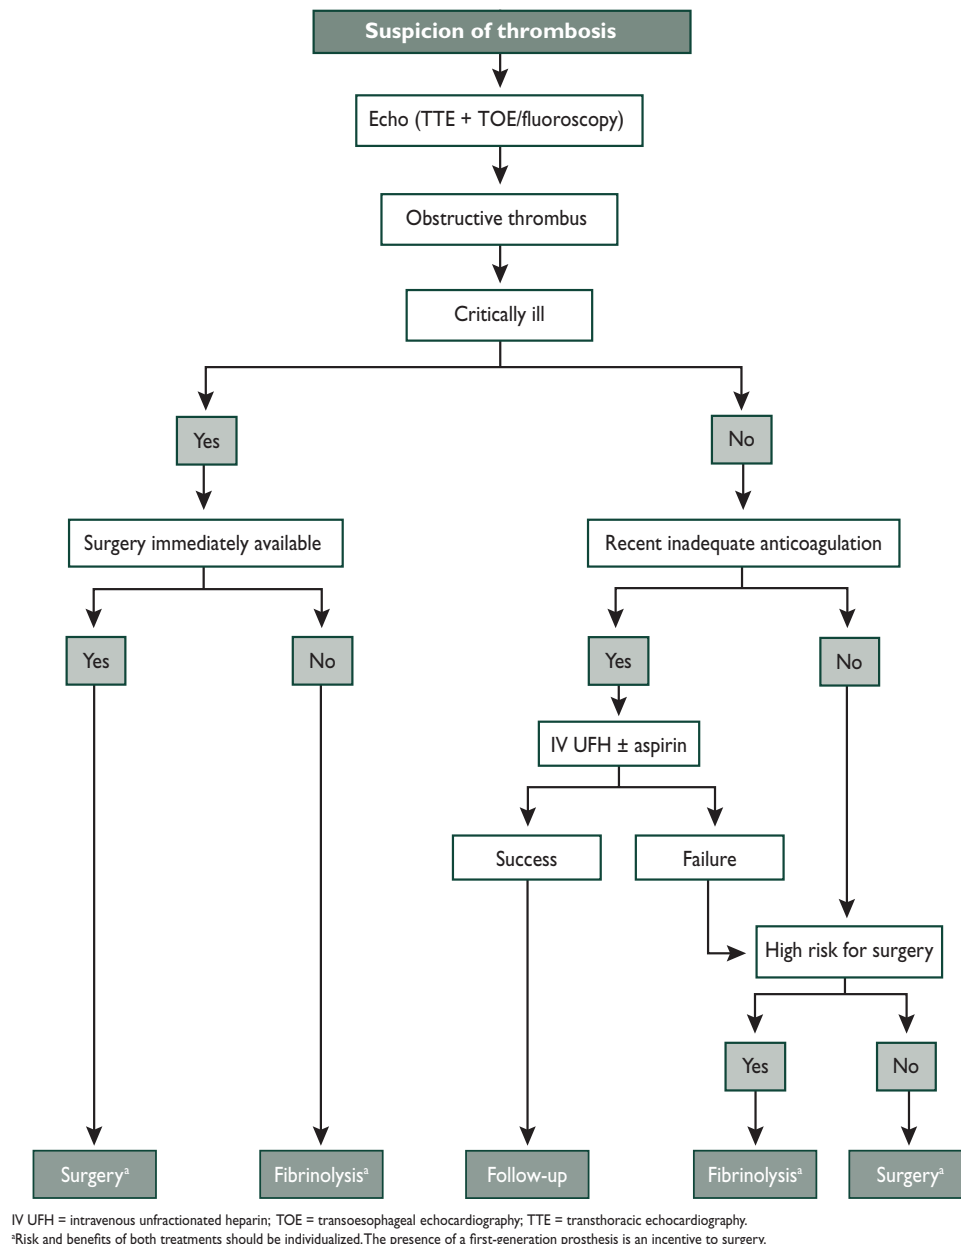 Suspicion of thrombosis
Echo (TTE + TOE/fluoroscopy)
Obstructive thrombus
Critically ill
Yes
No
Surgery immediately available
Recent inadequate anticoagulation
Yes
No
Yes
No
IV UFH ± aspirin
Success
Failure
High risk for surgery
Yes
No
Surgeryᵃ
Fibrinolysisᵃ
Follow-up
Fibrinolysisᵃ
Surgeryᵃ
IV UFH = intravenous unfractionated heparin; TOE = transoesophageal echocardiography; TTE = transthoracic echocardiography.
ᵃRisk and benefits of both treatments should be individualized. The presence of a first-generation prosthesis is an incentive to surgery.